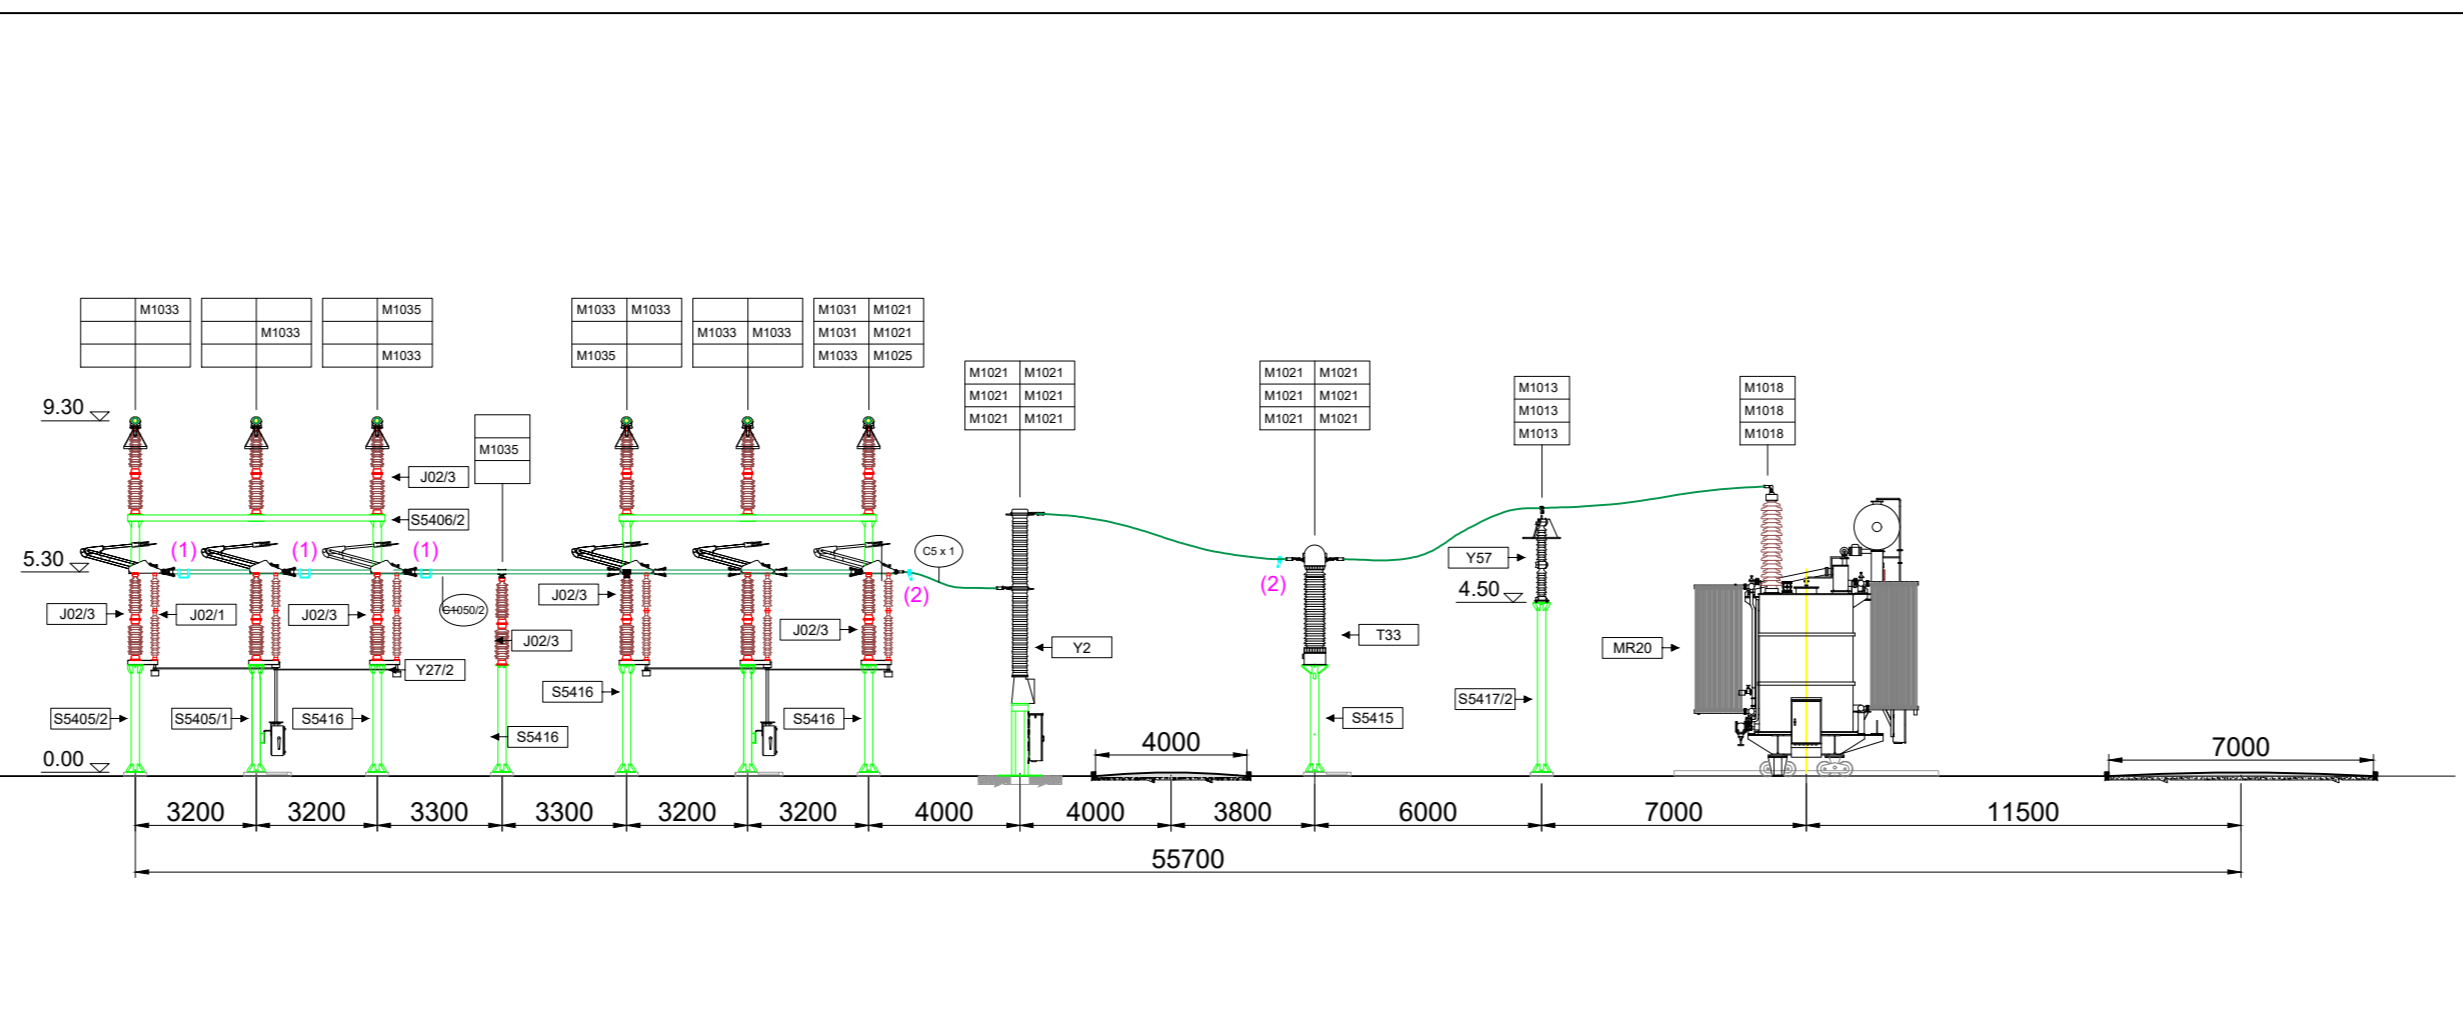 M1033 M1035 M1033 M1033 M1031 M1021
M1033 M1033 M1033 M1031 M1021
M1033 M1035 M1033 M1025
M1021 M1021 M1021 M1021
M1021 M1021 M1021 M1021
M1021 M1021 M1021 M1021
M1013 M1018
M1013 M1018
M1013 M1018
9.30
M1035
J02/3
S5406/2
(1) (1) (1)
5.30
C5 x 1
Y57
(2)
4.50
J02/3 J02/1 J02/3 J02/3 (2)
J02/3 J02/3
T33
Y2 MR20
Y27/2
S5416
S5417/2
S5405/2 S5405/1 S5416 S5416 S5415
S5416
4000
7000
0.00
3200 3200 3300 3300 3200 3200 4000 4000 3800 6000 7000 11500
55700